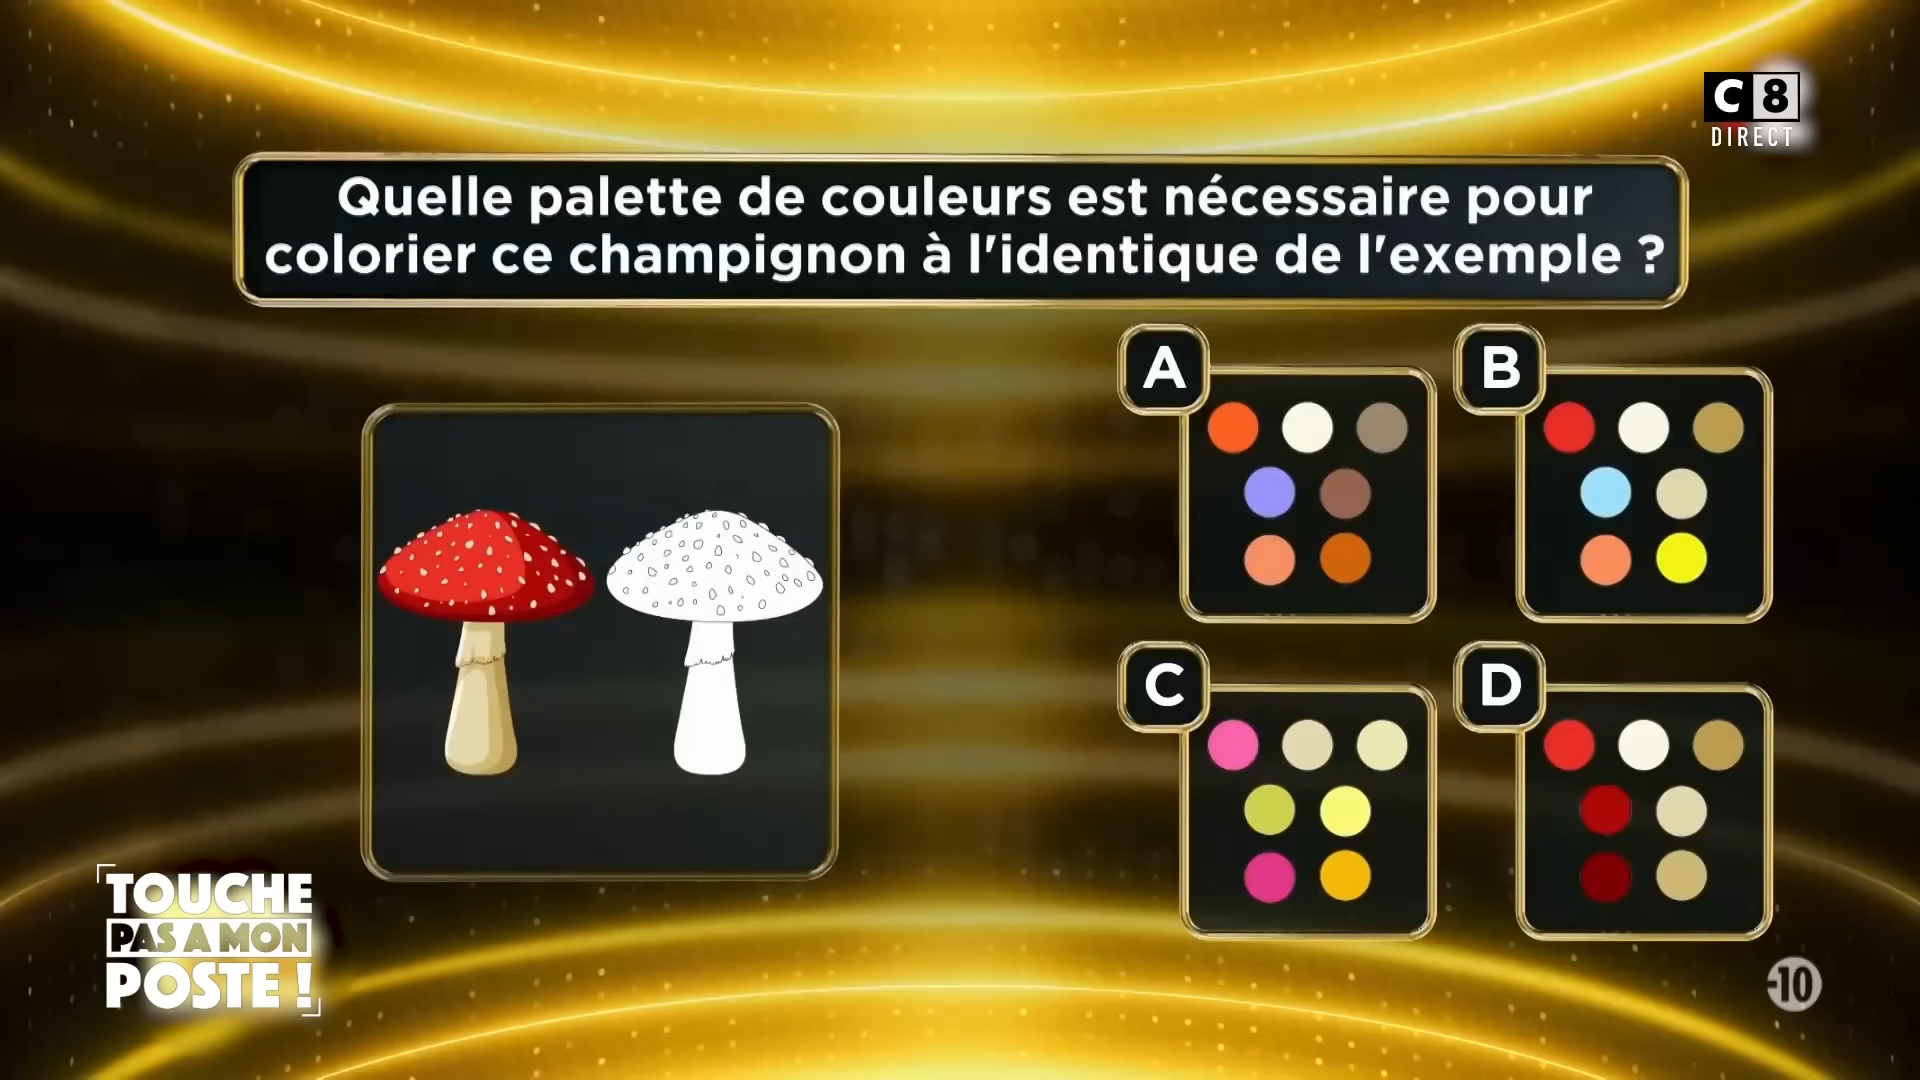 C8
DIRECT
Quelle palette de couleurs est nécessaire pour
colorier ce champignon à l'identique de l'exemple ?
A
B
C
D
TOUCHE
PAS A MON
POSTE !
-10